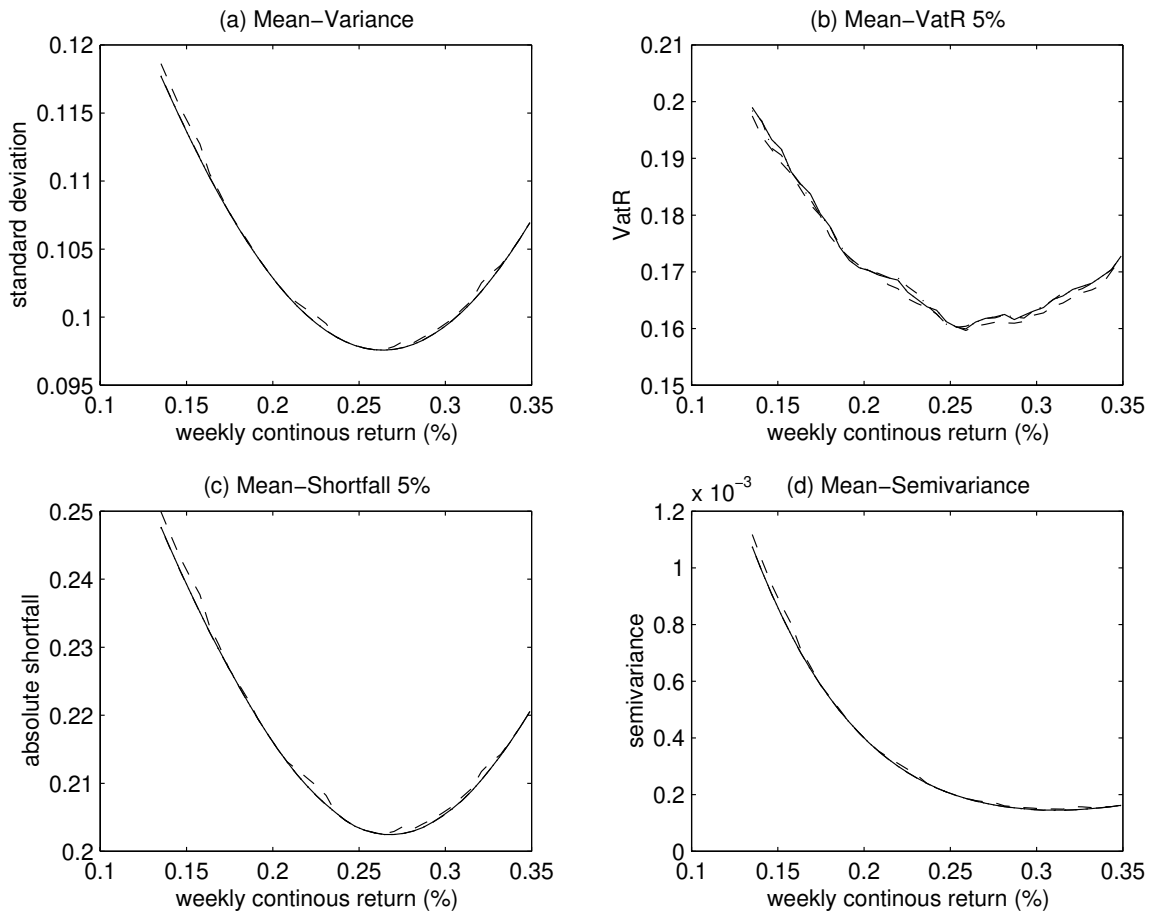 (a) Mean−Variance
0.12
0.115
0.11
0.105
0.1
0.095
standard deviation
0.1 0.15 0.2 0.25 0.3 0.35
weekly continous return (%)
(b) Mean−VatR 5%
0.21
0.2
0.19
0.18
0.17
0.16
0.15
VatR
0.1 0.15 0.2 0.25 0.3 0.35
weekly continous return (%)
(c) Mean−Shortfall 5%
0.25
0.24
0.23
0.22
0.21
0.2
absolute shortfall
0.1 0.15 0.2 0.25 0.3 0.35
weekly continous return (%)
(d) Mean−Semivariance
x 10−3
1.2
1
0.8
0.6
0.4
0.2
0
semivariance
0.1 0.15 0.2 0.25 0.3 0.35
weekly continous return (%)